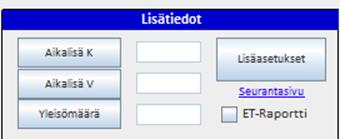 Lisätiedot
Aikalisä K
Lisäasetukset
Aikalisä V
Seurantasivu
Yleisömäärä
ET-Raportti